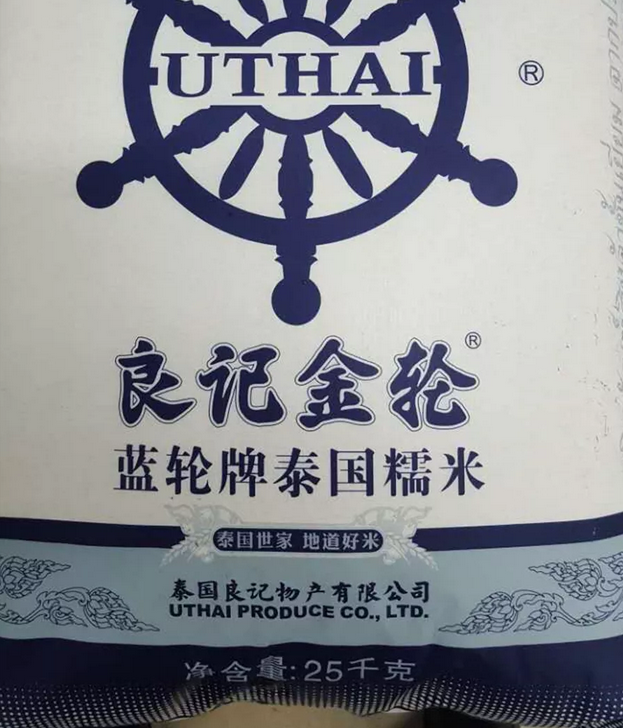 UTHAI
®
良记金轮®
蓝轮牌泰国糯米
泰国世家 地道好米
泰国良记物产有限公司
UTHAI PRODUCE CO., LTD.
净含量:25千克